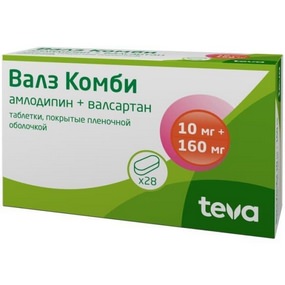 Валз Комби
амлодипин + валсартан
таблетки, покрытые пленочной
оболочкой
10 мг +
160 мг
x28
teva